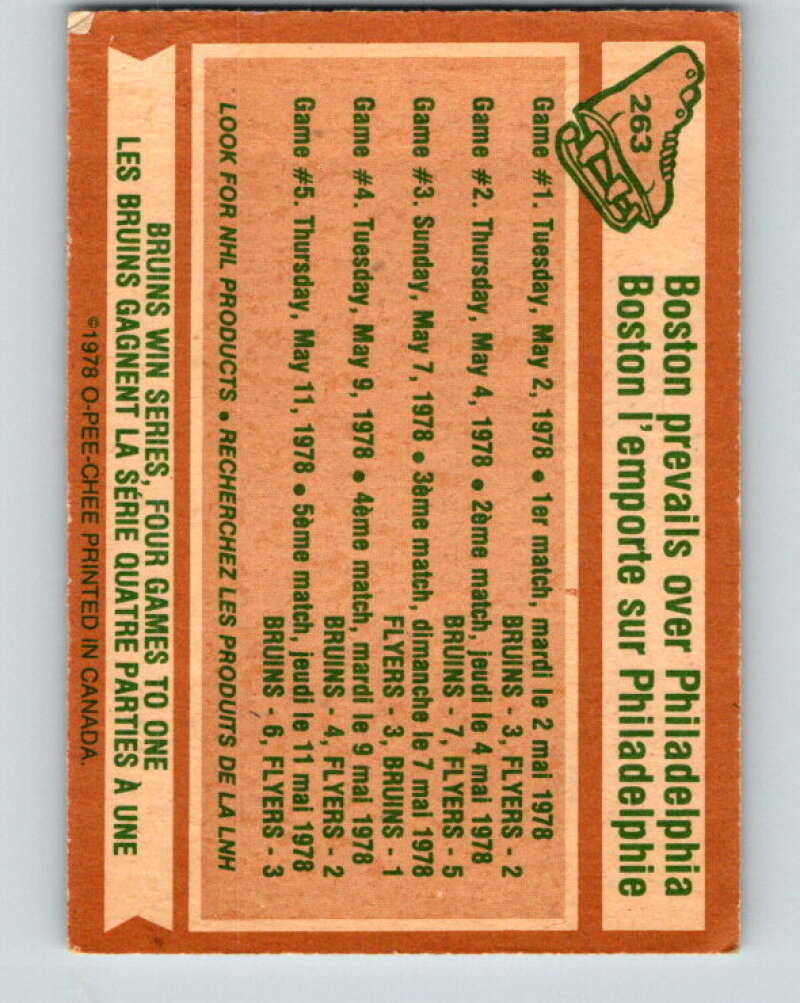 263
Boston prevails over Philadelphia
Boston l'emporte sur Philadelphie
Game #1. Tuesday, May 2, 1978 • 1er match, mardi le 2 mai 1978
BRUINS - 3, FLYERS - 2
Game #2. Thursday, May 4, 1978 • 2ème match, jeudi le 4 mai 1978
BRUINS - 7, FLYERS - 5
Game #3. Sunday, May 7, 1978 • 3ème match, dimanche le 7 mai 1978
FLYERS - 3, BRUINS - 1
Game #4. Tuesday, May 9, 1978 • 4ème match, mardi le 9 mai 1978
BRUINS - 4, FLYERS - 2
Game #5. Thursday, May 11, 1978 • 5ème match, jeudi le 11 mai 1978
BRUINS - 6, FLYERS - 3
LOOK FOR NHL PRODUCTS • RECHERCHEZ LES PRODUITS DE LA LNH
BRUINS WIN SERIES, FOUR GAMES TO ONE
LES BRUINS GAGNENT LA SÉRIE QUATRE PARTIES À UNE
©1978 O-PEE-CHEE PRINTED IN CANADA.